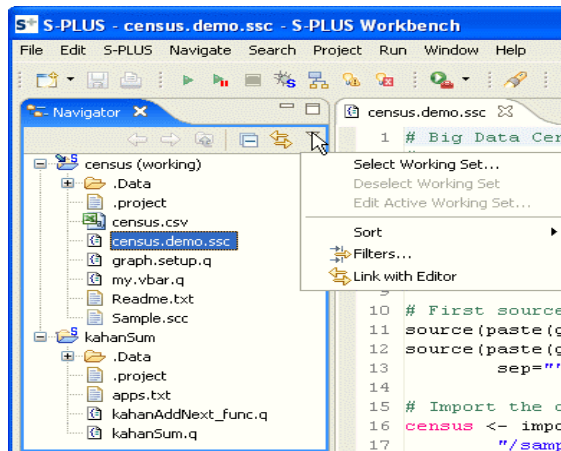 S-PLUS - census.demo.ssc - S-PLUS Workbench
File Edit S-PLUS Navigate Search Project Run Window Help
Navigator
census.demo.ssc
census (working)
.Data
.project
census.csv
census.demo.ssc
graph.setup.q
my.vbar.q
Readme.txt
Sample.scc
kahanSum
.Data
.project
apps.txt
kahanAddNext_func.q
kahanSum.q
Select Working Set...
Deselect Working Set
Edit Active Working Set...
Sort
Filters...
Link with Editor
1 # Big Data Cen
9
10 # First source
11 source(paste(g
12 source(paste(g
13 sep=""
14
15 # Import the c
16 census <- impo
17 "/samp